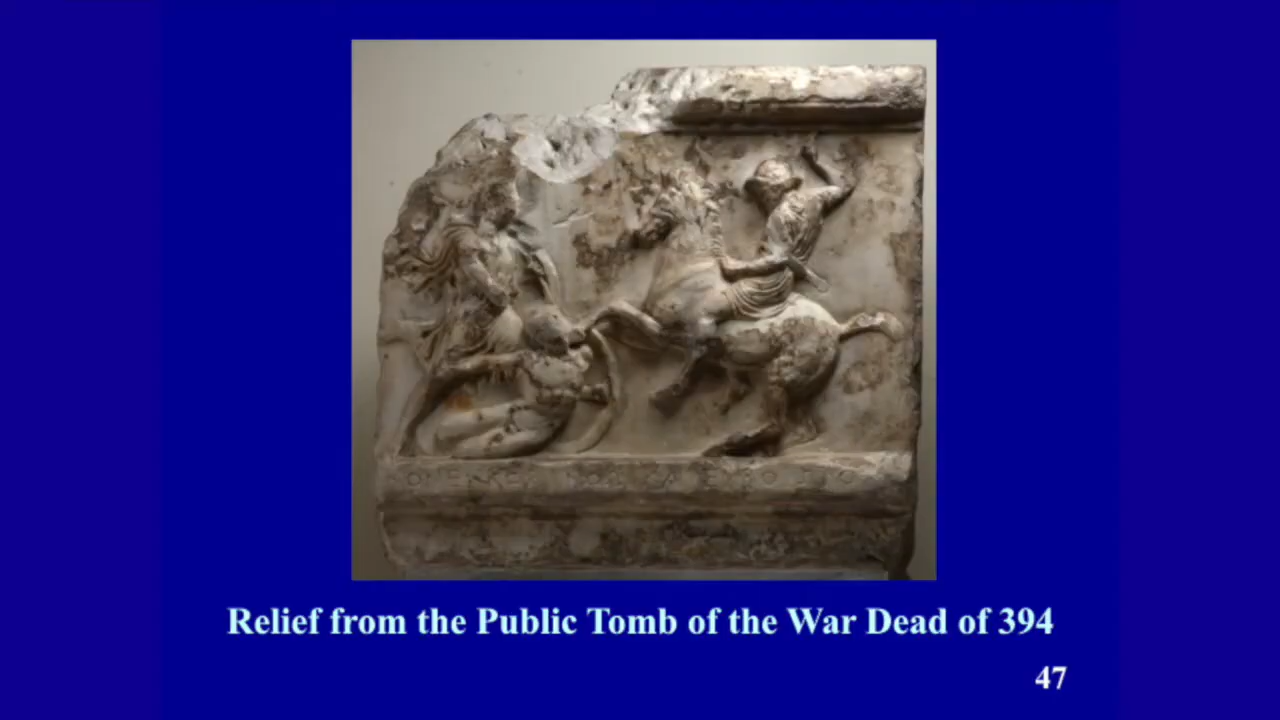 Relief from the Public Tomb of the War Dead of 394
47